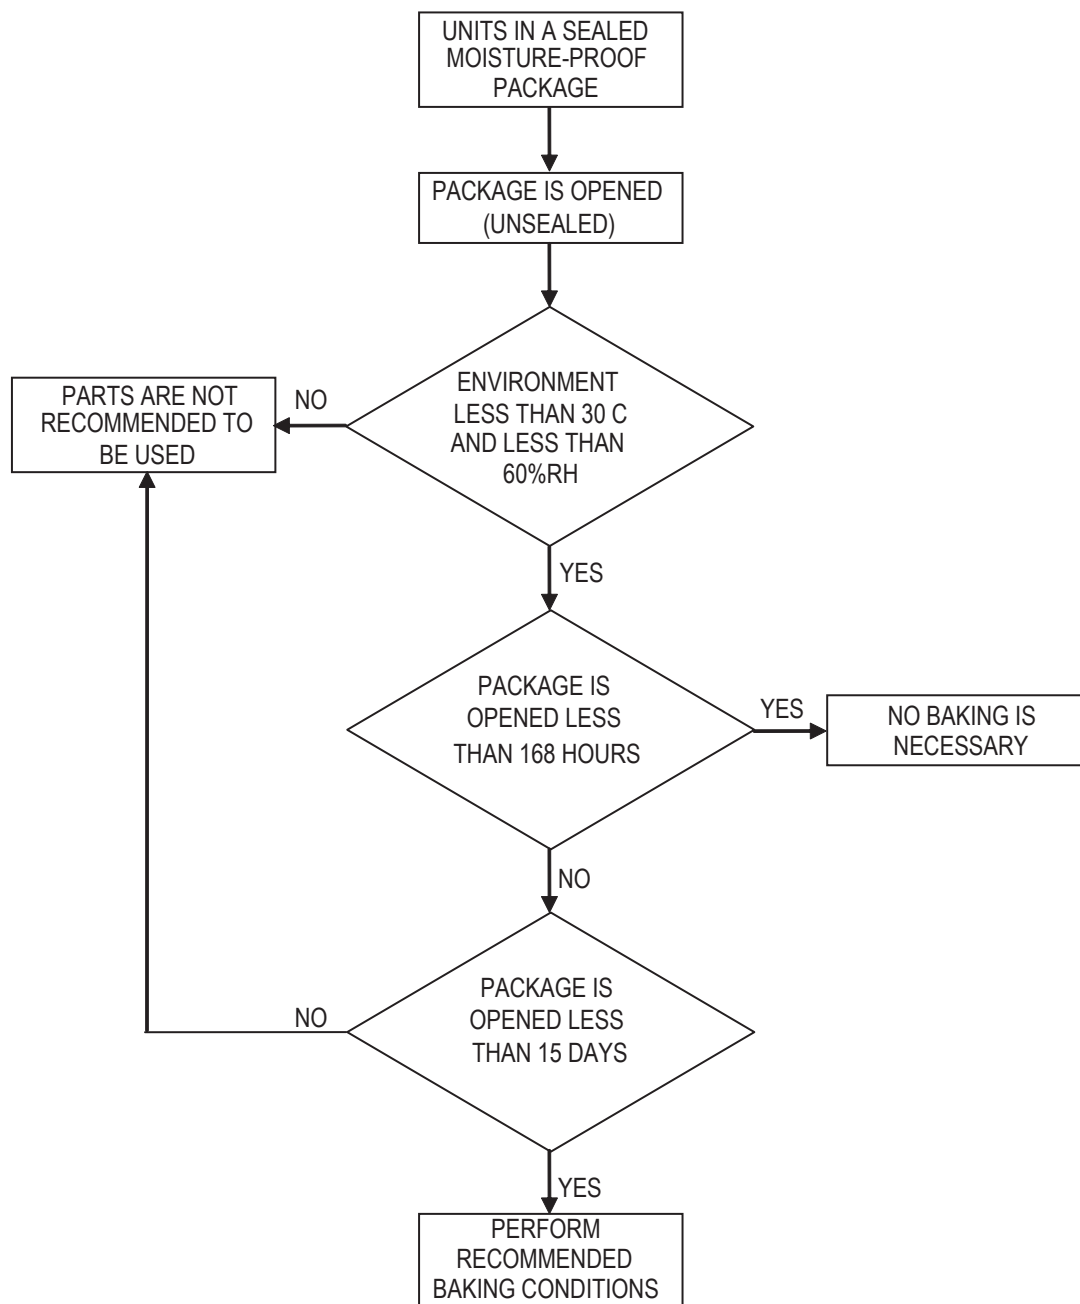 UNITS IN A SEALED
MOISTURE-PROOF
PACKAGE
PACKAGE IS OPENED
(UNSEALED)
ENVIRONMENT
LESS THAN 30 C
AND LESS THAN
60%RH
NO
PARTS ARE NOT
RECOMMENDED TO
BE USED
YES
PACKAGE IS
OPENED LESS
THAN 168 HOURS
YES
NO BAKING IS
NECESSARY
NO
PACKAGE IS
OPENED LESS
THAN 15 DAYS
NO
YES
PERFORM
RECOMMENDED
BAKING CONDITIONS